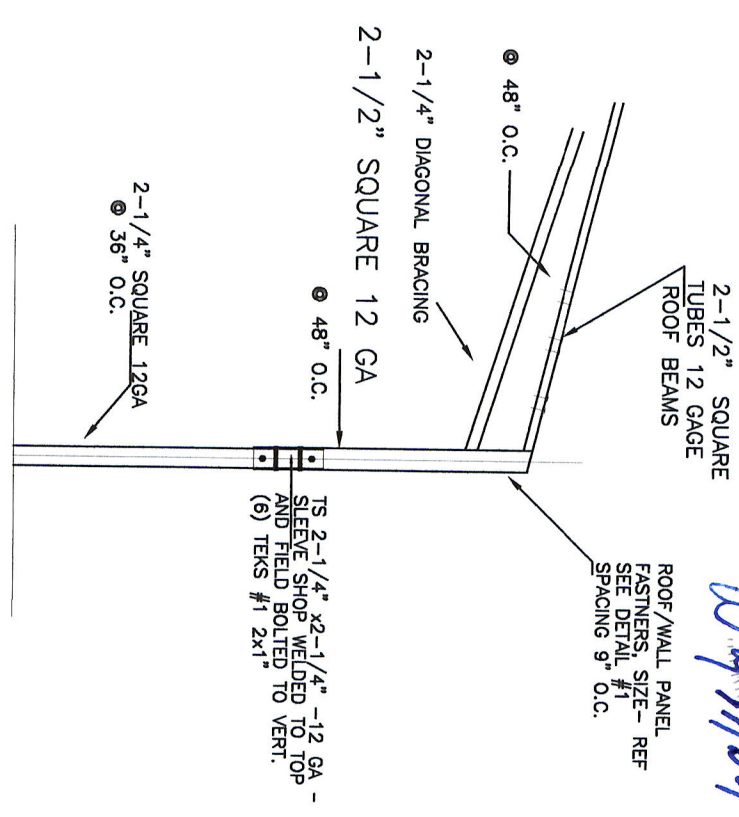 2-1/2" SQUARE
TUBES 12 GAGE
ROOF BEAMS
@ 48" O.C.
2-1/4" DIAGONAL BRACING
2-1/2" SQUARE 12 GA
@ 48" O.C.
2-1/4" SQUARE 12GA
@ 36" O.C.
ROOF/WALL PANEL
FASTNERS, SIZE- REF
SEE DETAIL #1
SPACING 9" O.C.
TS 2-1/4" x2-1/4" -12 GA -
SLEEVE SHOP WELDED TO TOP
AND FIELD BOLTED TO VERT.
(6) TEKS #1 2x1"